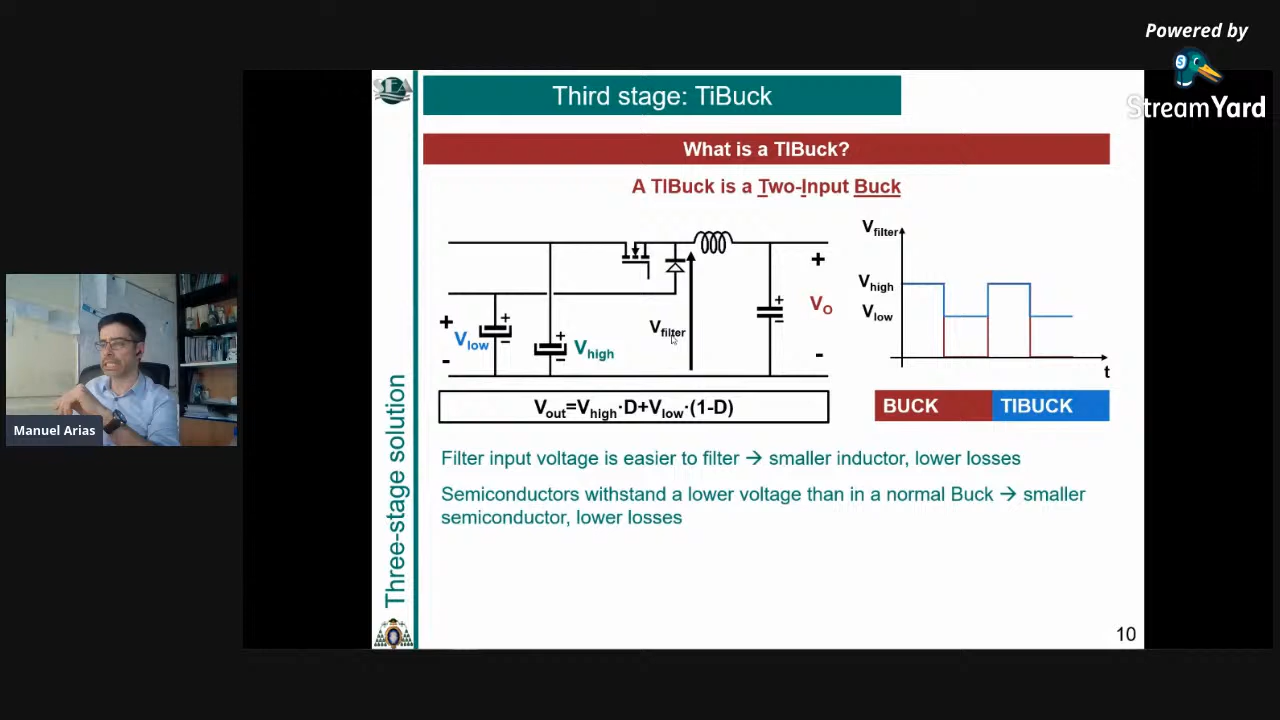 Powered by
StreamYard
SEA
Third stage: TiBuck
What is a TIBuck?
A TIBuck is a Two-Input Buck
Vfilter
Vhigh
Vlow
t
BUCK
TIBUCK
+
Vlow
-
+
-
+
-
Vhigh
Vfilter
+
-
+
VO
-
Vout=Vhigh·D+Vlow·(1-D)
Filter input voltage is easier to filter → smaller inductor, lower losses
Semiconductors withstand a lower voltage than in a normal Buck → smaller
semiconductor, lower losses
Three-stage solution
10
Manuel Arias